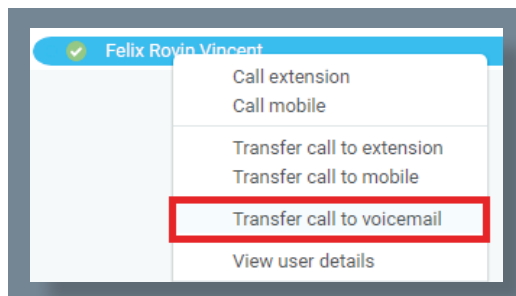 Felix Rovin Vincent
Call extension
Call mobile
Transfer call to extension
Transfer call to mobile
Transfer call to voicemail
View user details